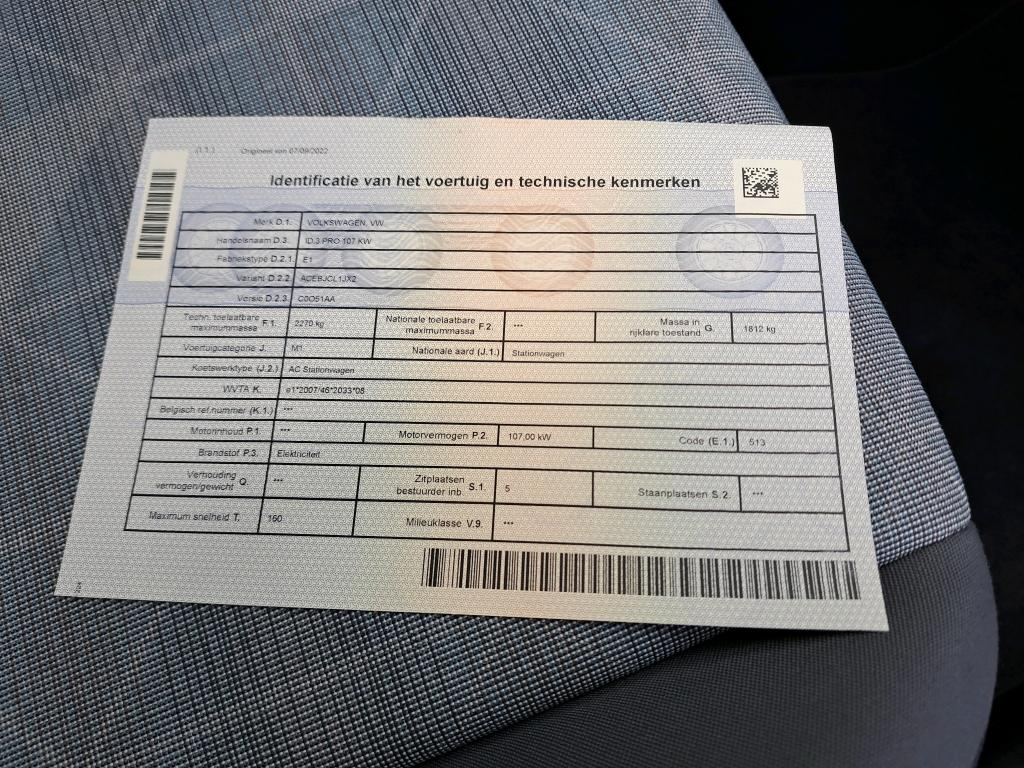 (I.1.) Origineel van 07/09/2022
Identificatie van het voertuig en technische kenmerken
Merk D.1. VOLKSWAGEN, VW
Handelsnaam D.3. ID.3 PRO 107 KW
Fabriekstype D.2.1. E1
Variant D.2.2. ACEBJCL1JX2
Versie D.2.3. C0O51AA
Techn. toelaatbare maximummassa F.1. 2270 kg Nationale toelaatbare maximummassa F.2. *** Massa in rijklare toestand G. 1812 kg
Voertuigcategorie J. M1 Nationale aard (J.1.) Stationwagen
Koetswerktype (J.2.) AC Stationwagen
WVTA K. e1*2007/46*2033*08
Belgisch ref.nummer (K.1.) ***
Motorinhoud P.1. *** Motorvermogen P.2. 107,00 kW Code (E.1.) 513
Brandstof P.3. Elektriciteit
Verhouding vermogen/gewicht Q. *** Zitplaatsen bestuurder inb. S.1. 5 Staanplaatsen S.2. ***
Maximum snelheid T. 160 Milieuklasse V.9. ***